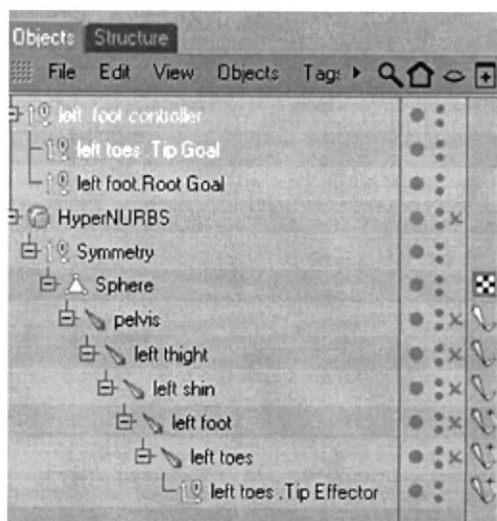 Objects Structure
File Edit View Objects Tag:
left foot controller
left toes .Tip Goal
left foot.Root Goal
HyperNURBS
Symmetry
Sphere
pelvis
left thight
left shin
left foot
left toes
left toes .Tip Effector